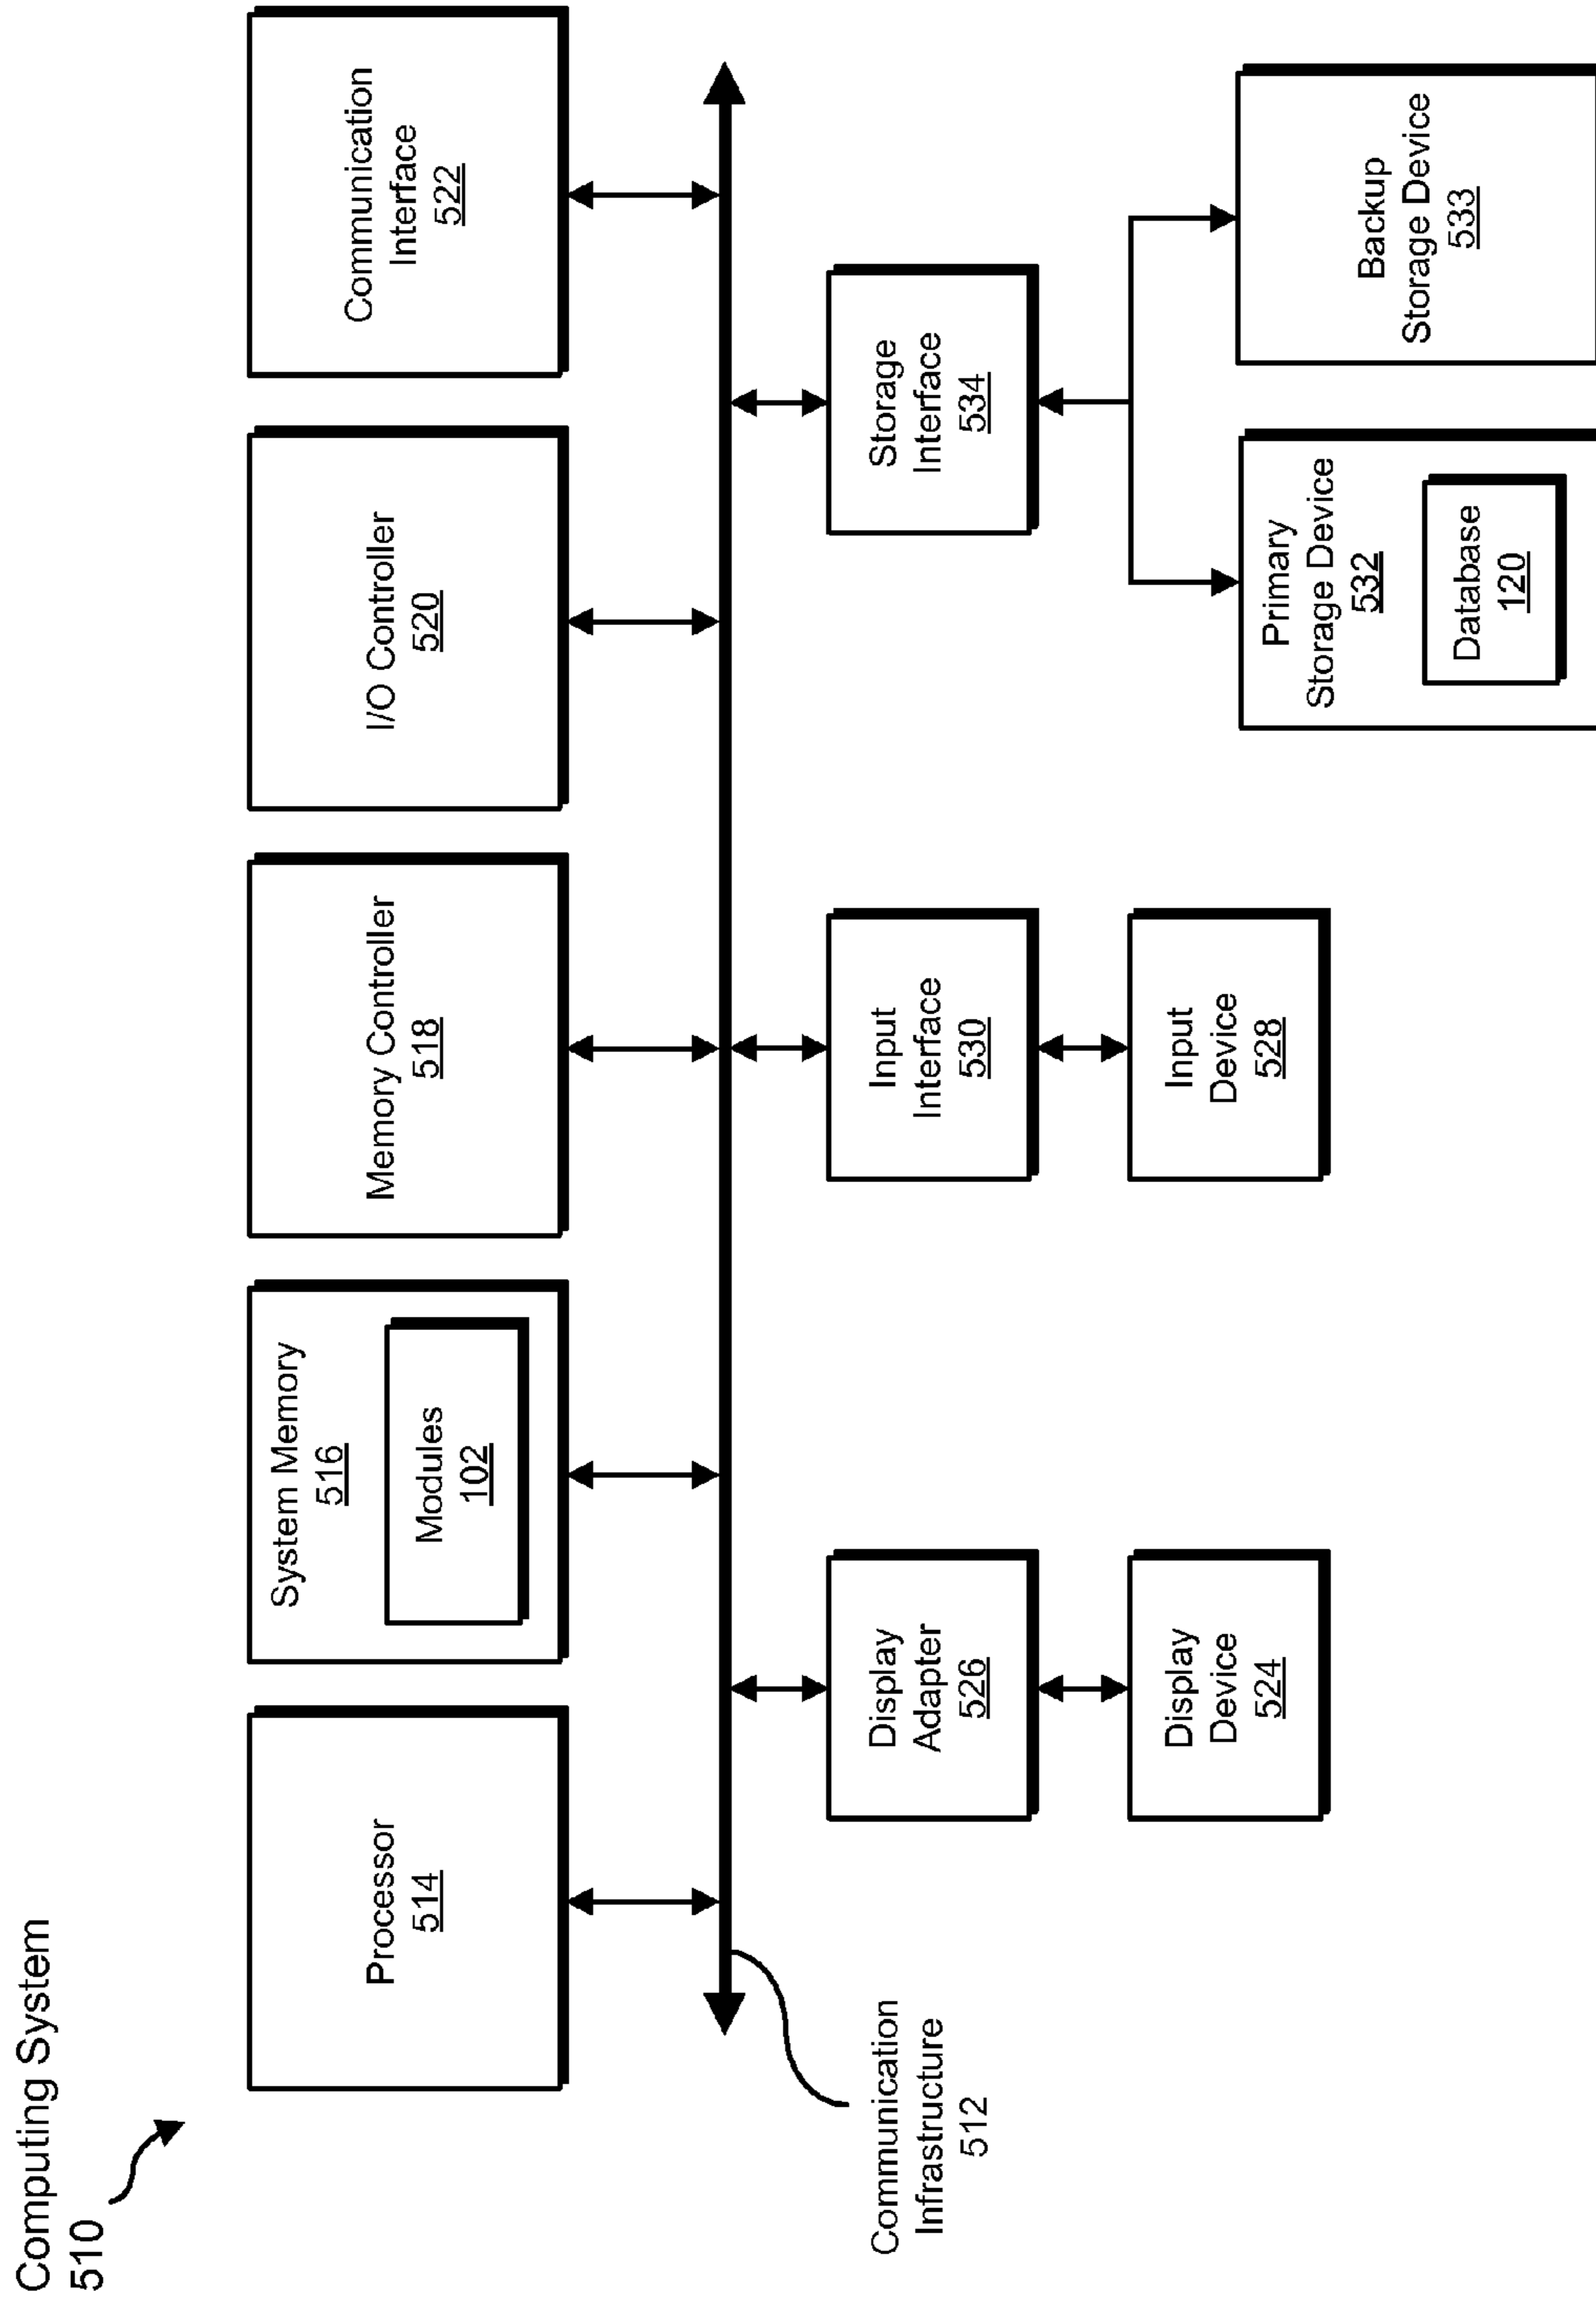 Computing System
510
Processor
514
System Memory
516
Modules
102
Memory Controller
518
I/O Controller
520
Communication
Interface
522
Communication
Infrastructure
512
Display
Adapter
526
Display
Device
524
Input
Interface
530
Input
Device
528
Storage
Interface
534
Primary
Storage Device
532
Database
120
Backup
Storage Device
533